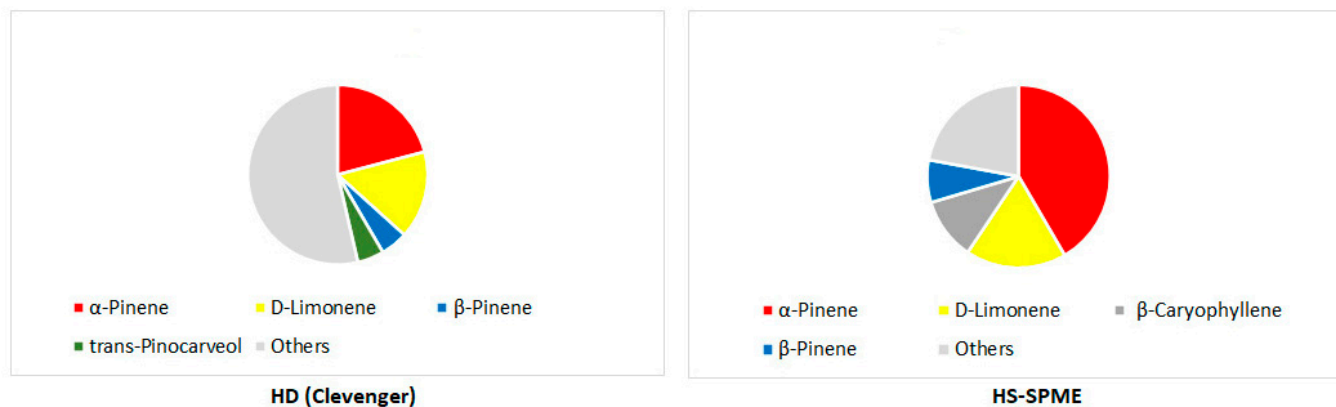 α-Pinene D-Limonene β-Pinene
trans-Pinocarveol Others
HD (Clevenger)
α-Pinene D-Limonene β-Caryophyllene
β-Pinene Others
HS-SPME